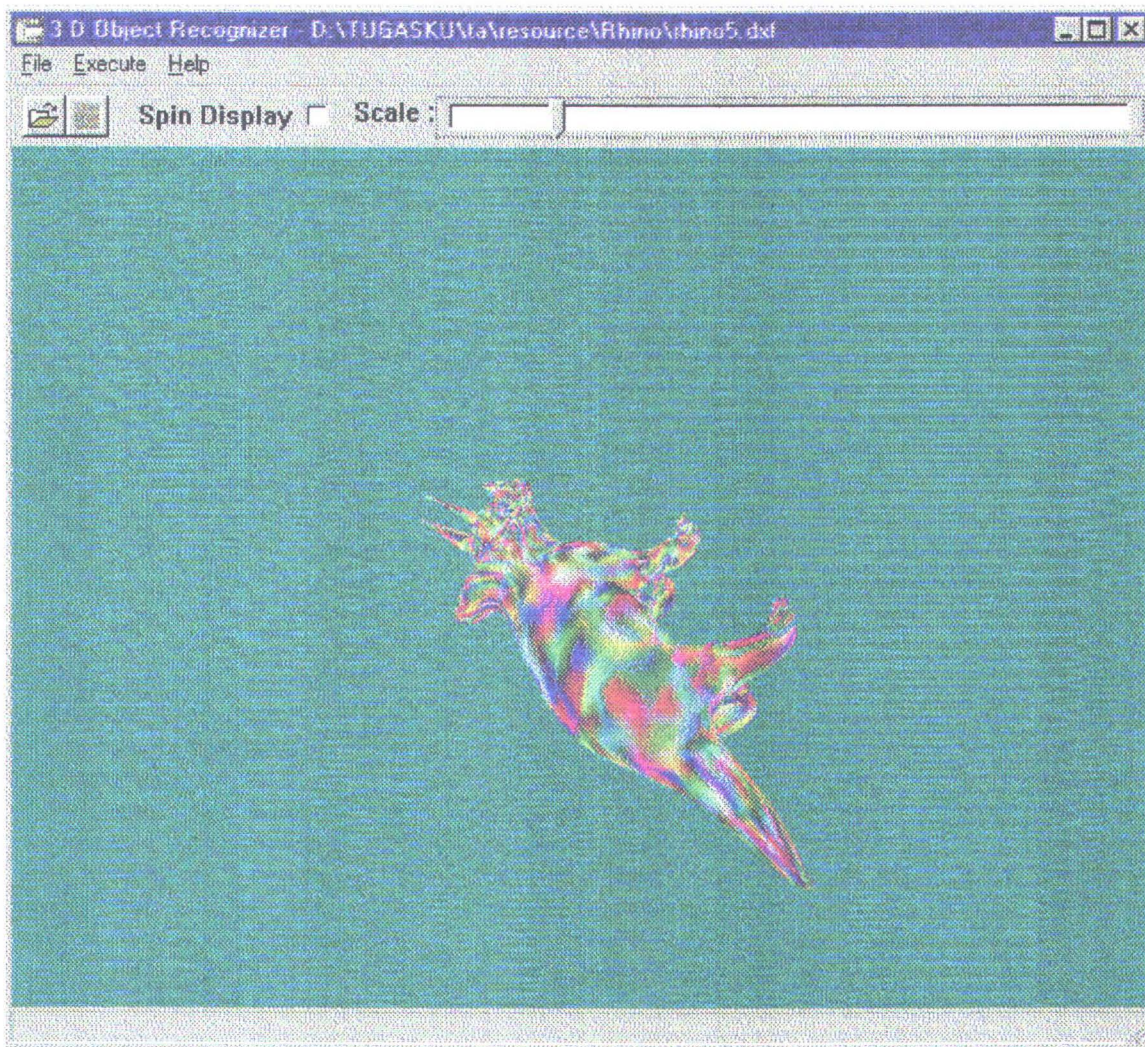 3 D Object Recognizer - D:\TUGASKU\ta\resource\Rhino\rhino5.dxf
File Execute Help
Spin Display Scale :